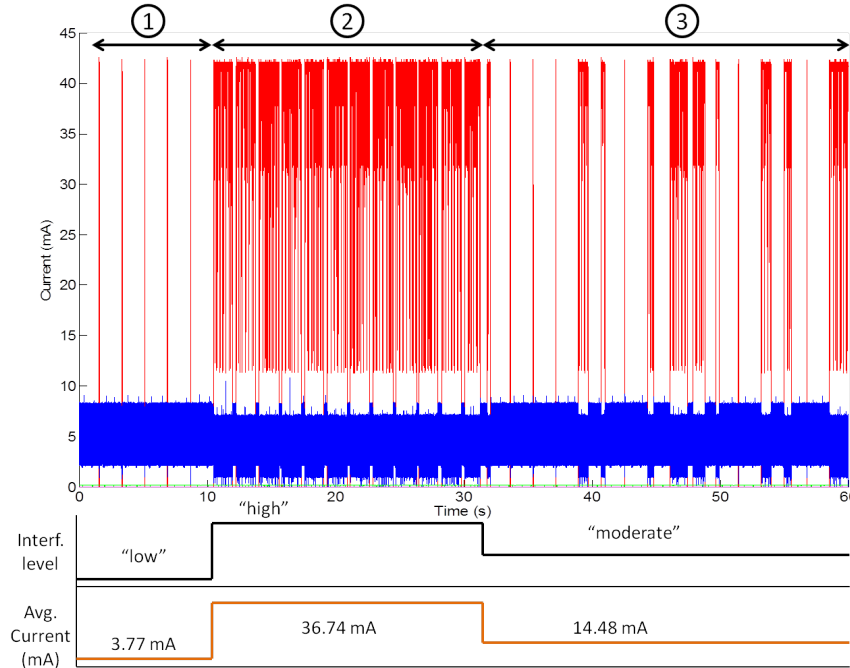 1
2
3
45
40
35
30
25
20
15
10
5
0
Current (mA)
0
10
20
30
40
50
60
Time (s)
Interf.
level
"low"
"high"
"moderate"
Avg.
Current
(mA)
3.77 mA
36.74 mA
14.48 mA